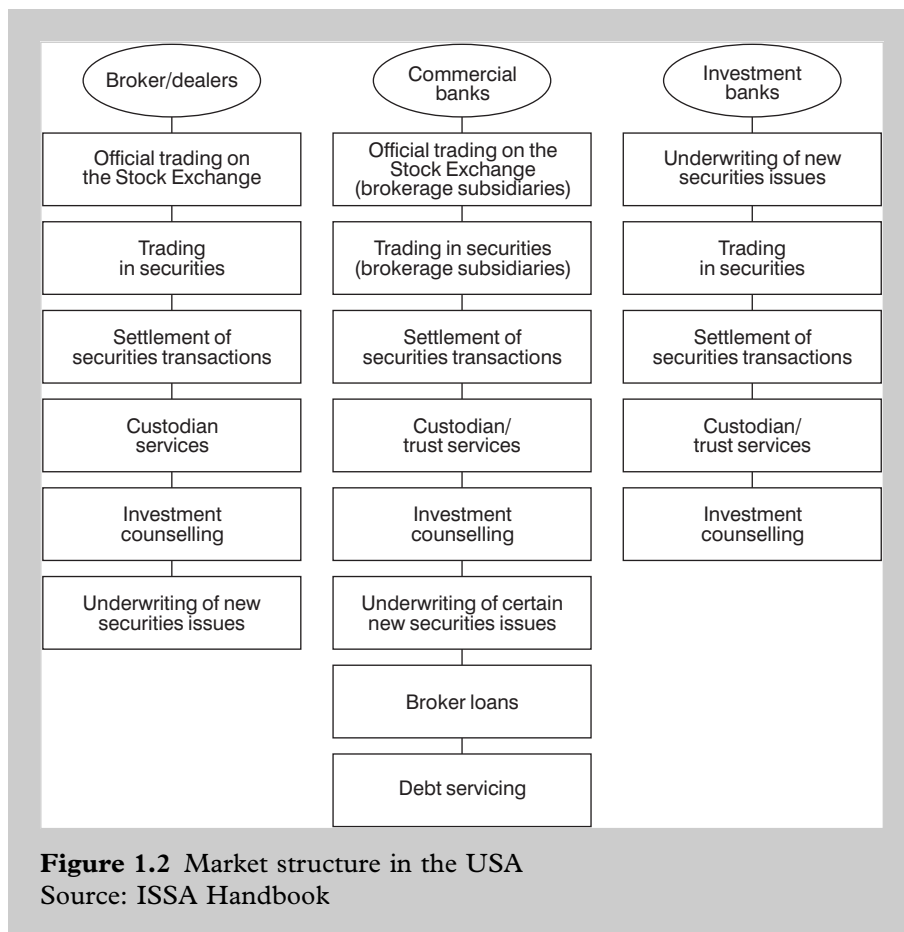 Broker/dealers
Official trading on
the Stock Exchange
Trading
in securities
Settlement of
securities transactions
Custodian
services
Investment
counselling
Underwriting of new
securities issues
Commercial
banks
Official trading on the
Stock Exchange
(brokerage subsidiaries)
Trading in securities
(brokerage subsidiaries)
Settlement of
securities transactions
Custodian/
trust services
Investment
counselling
Underwriting of certain
new securities issues
Broker loans
Debt servicing
Investment
banks
Underwriting of new
securities issues
Trading
in securities
Settlement of
securities transactions
Custodian/
trust services
Investment
counselling
Figure 1.2 Market structure in the USA
Source: ISSA Handbook